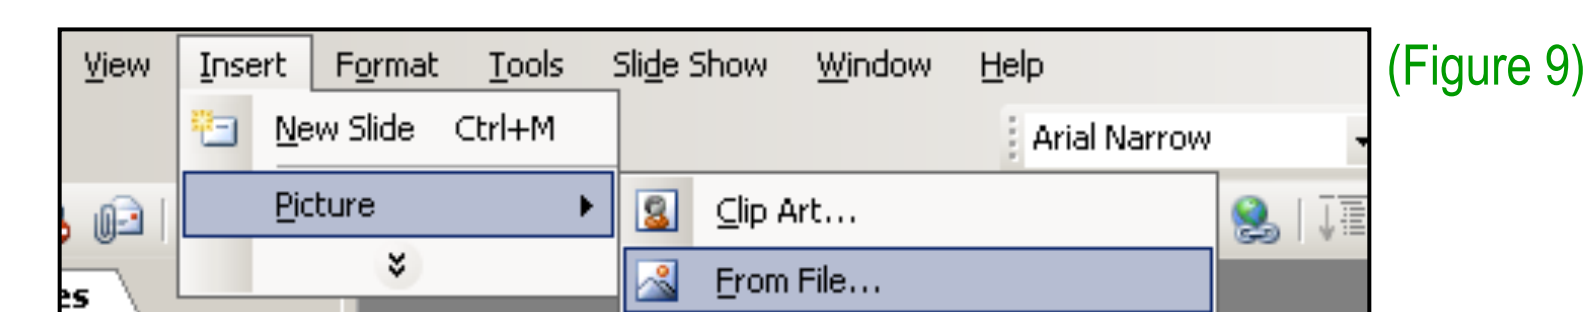 View Insert Format Tools Slide Show Window Help (Figure 9)
New Slide Ctrl+M
Arial Narrow
Picture
Clip Art...
From File...
es